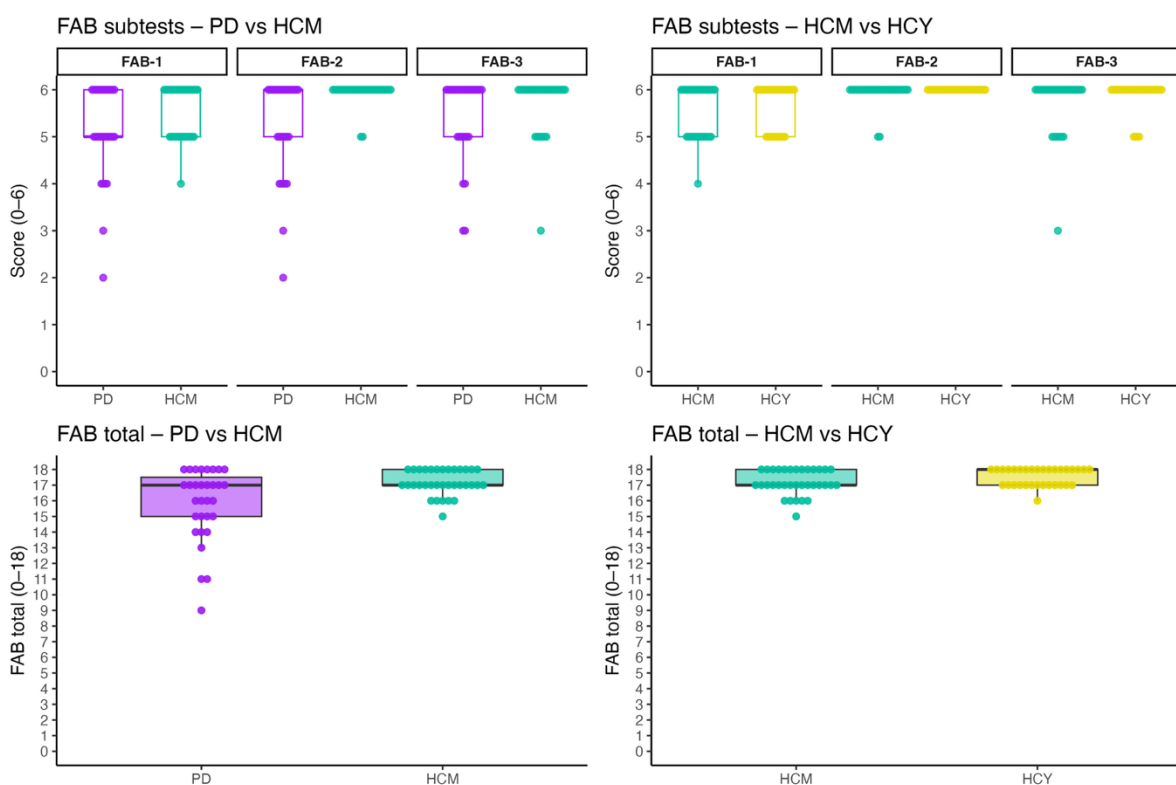 FAB subtests – PD vs HCM
FAB-1
FAB-2
FAB-3
Score (0–6)
6
5
4
3
2
1
0
PD
HCM
PD
HCM
PD
HCM
FAB subtests – HCM vs HCY
FAB-1
FAB-2
FAB-3
Score (0–6)
6
5
4
3
2
1
0
HCM
HCY
HCM
HCY
HCM
HCY
FAB total – PD vs HCM
FAB total (0–18)
18
17
16
15
14
13
12
11
10
9
8
7
6
5
4
3
2
1
0
PD
HCM
FAB total – HCM vs HCY
FAB total (0–18)
18
17
16
15
14
13
12
11
10
9
8
7
6
5
4
3
2
1
0
HCM
HCY